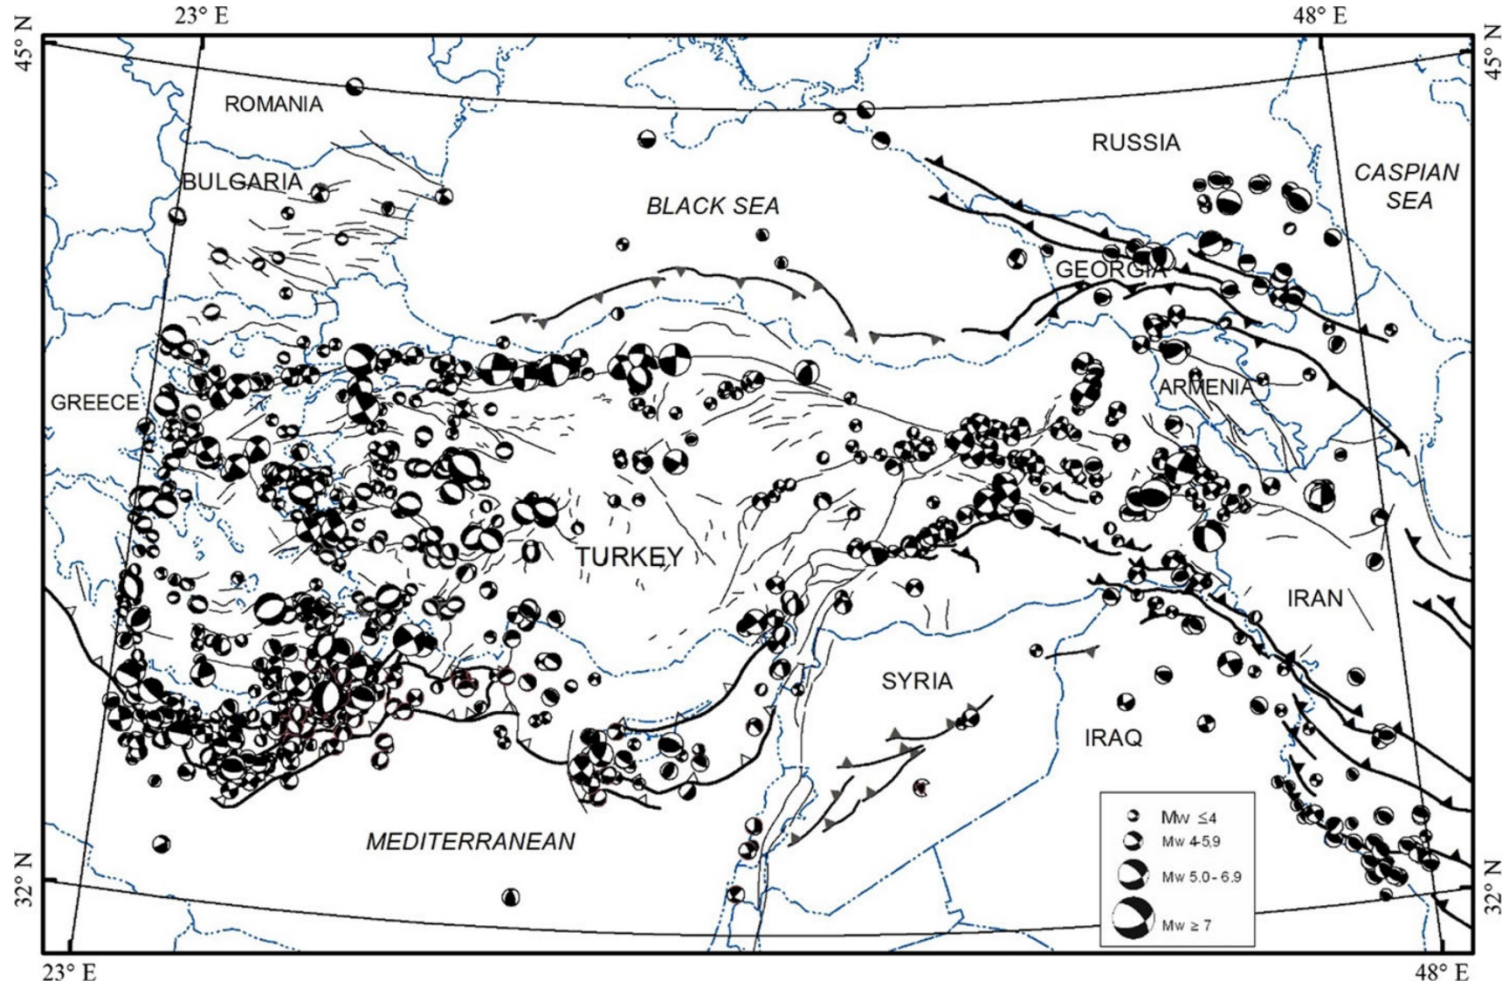 23° E
48° E
45° N
45° N
ROMANIA
RUSSIA
BULGARIA
CASPIAN
SEA
BLACK SEA
GEORGIA
ARMENIA
GREECE
TURKEY
IRAN
SYRIA
IRAQ
MEDITERRANEAN
Mw ≤4
Mw 4-5,9
Mw 5.0 - 6.9
Mw ≥ 7
32° N
32° N
23° E
48° E